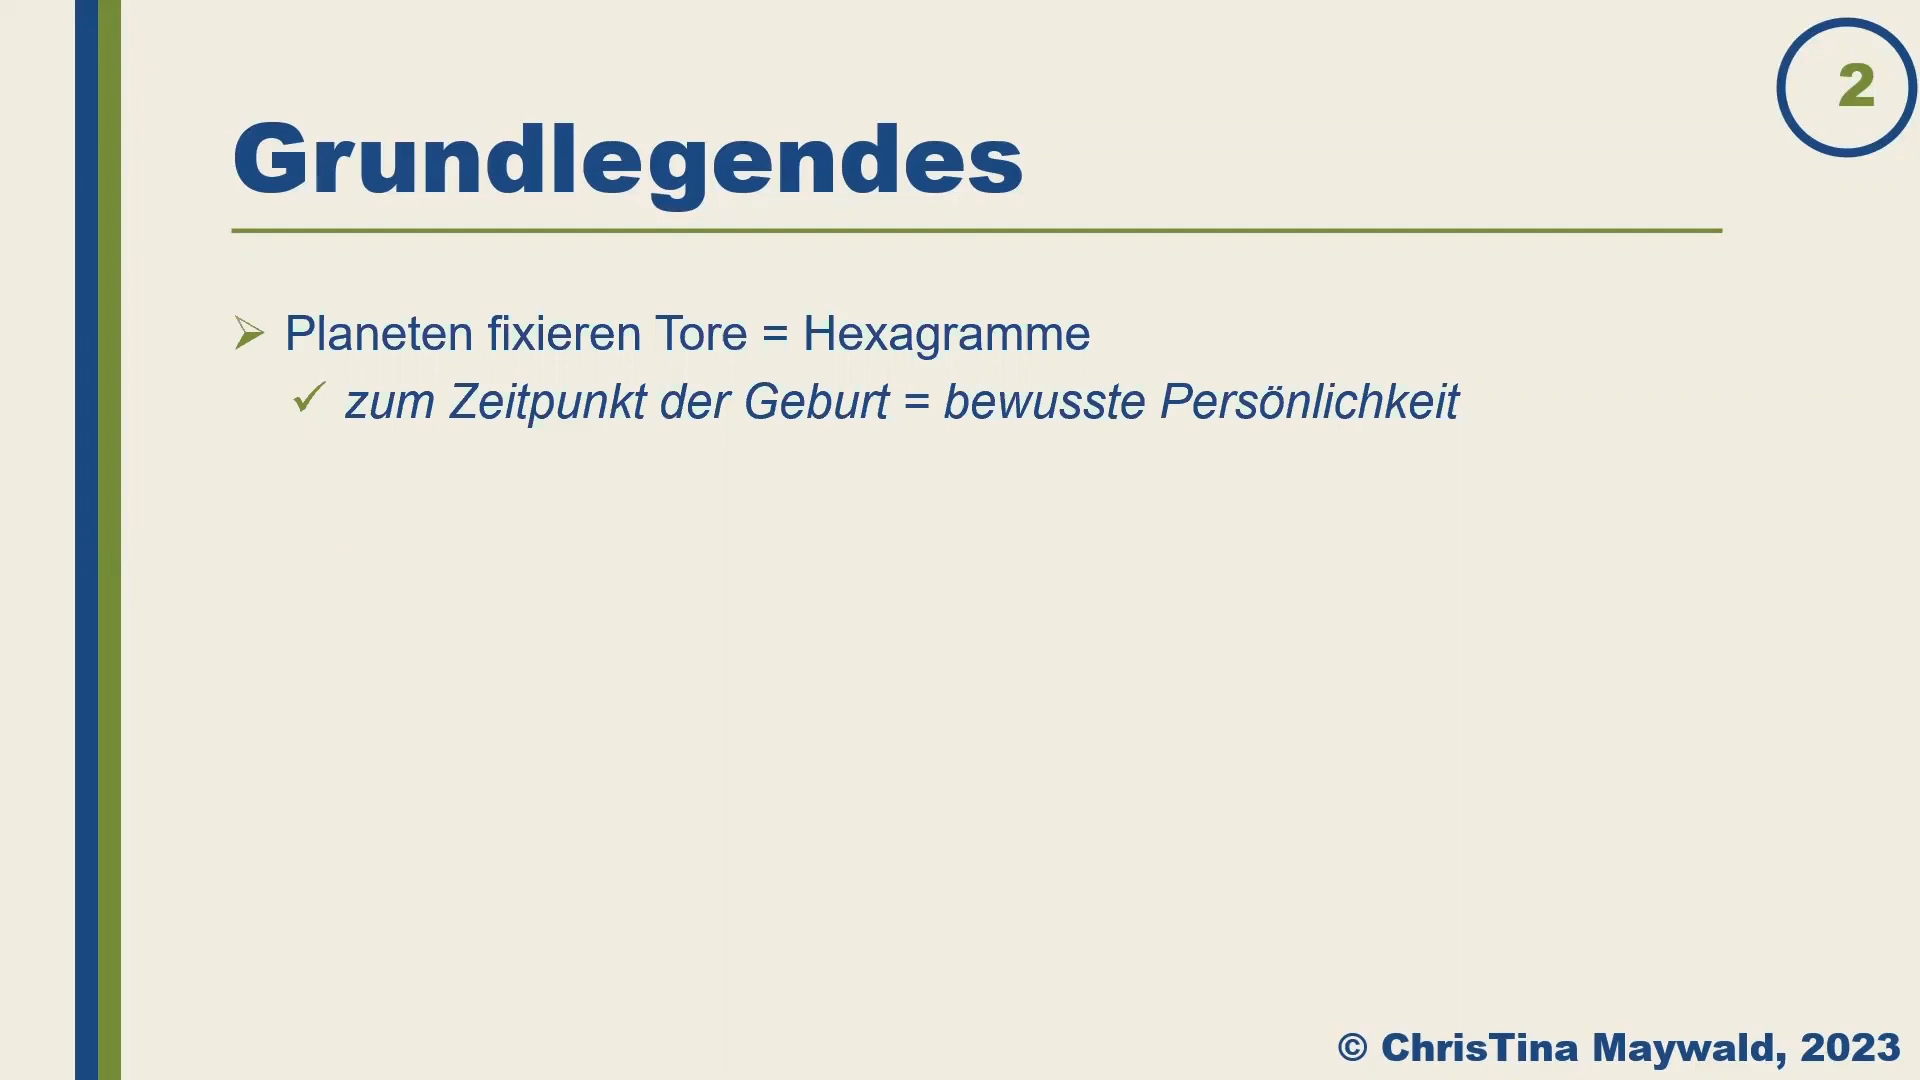 2
Grundlegendes
➢ Planeten fixieren Tore = Hexagramme
✓ zum Zeitpunkt der Geburt = bewusste Persönlichkeit
© ChrisTina Maywald, 2023